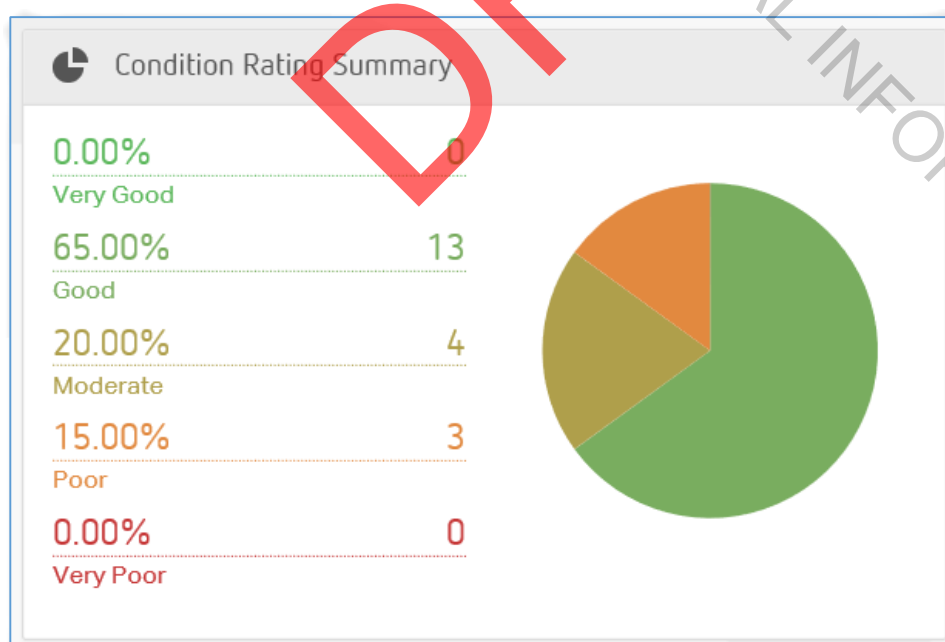 Condition Rating Summary
0.00% 0
Very Good
65.00% 13
Good
20.00% 4
Moderate
15.00% 3
Poor
0.00% 0
Very Poor